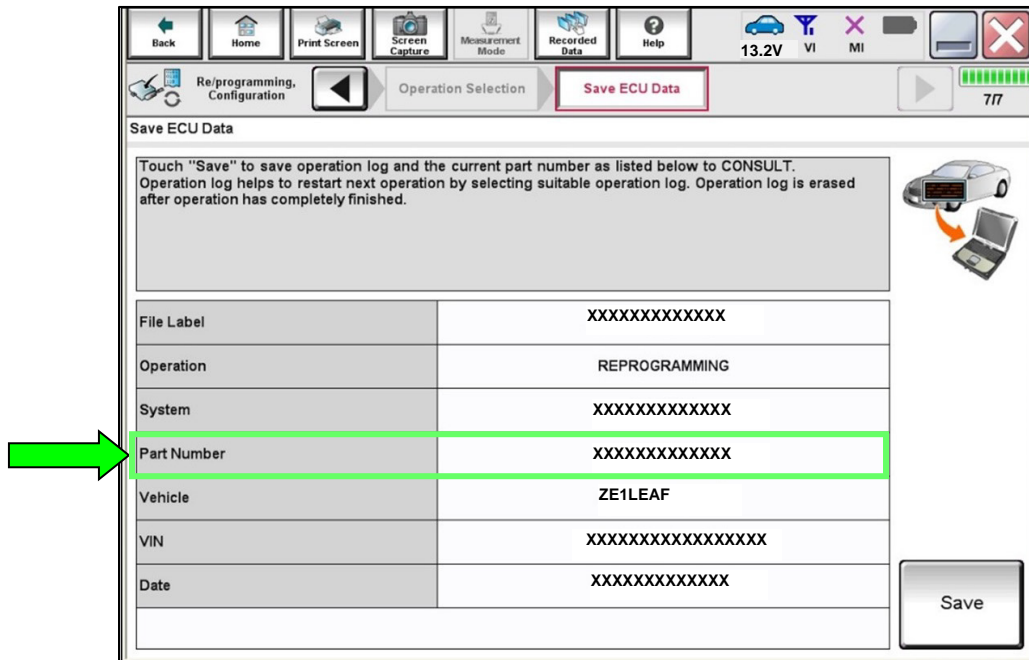 Back
Home
Print Screen
Screen
Capture
Measurement
Mode
Recorded
Data
Help
13.2V
VI
MI
Re/programming,
Configuration
Operation Selection
Save ECU Data
7/7
Save ECU Data
Touch "Save" to save operation log and the current part number as listed below to CONSULT.
Operation log helps to restart next operation by selecting suitable operation log. Operation log is erased
after operation has completely finished.
File Label
XXXXXXXXXXXXX
Operation
REPROGRAMMING
System
XXXXXXXXXXXXX
Part Number
XXXXXXXXXXXXX
Vehicle
ZE1LEAF
VIN
XXXXXXXXXXXXXXXXX
Date
XXXXXXXXXXXXX
Save